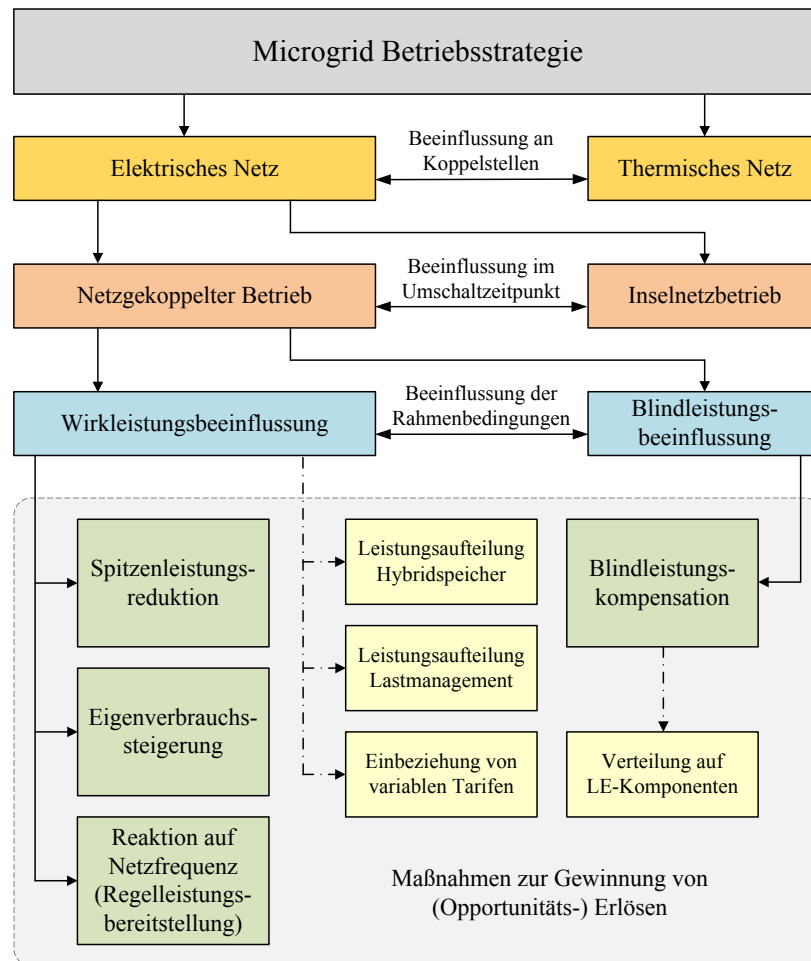 Microgrid Betriebsstrategie
Elektrisches Netz
Beeinflussung an
Koppelstellen
Thermisches Netz
Netzgekoppelter Betrieb
Beeinflussung im
Umschaltzeitpunkt
Inselnetzbetrieb
Wirkleistungsbeeinflussung
Beeinflussung der
Rahmenbedingungen
Blindleistungs-
beeinflussung
Spitzenleistungs-
reduktion
Leistungsaufteilung
Hybridspeicher
Blindleistungs-
kompensation
Eigenverbrauchs-
steigerung
Leistungsaufteilung
Lastmanagement
Einbeziehung von
variablen Tarifen
Verteilung auf
LE-Komponenten
Reaktion auf
Netzfrequenz
(Regelleistungs-
bereitstellung)
Maßnahmen zur Gewinnung von
(Opportunitäts-) Erlösen